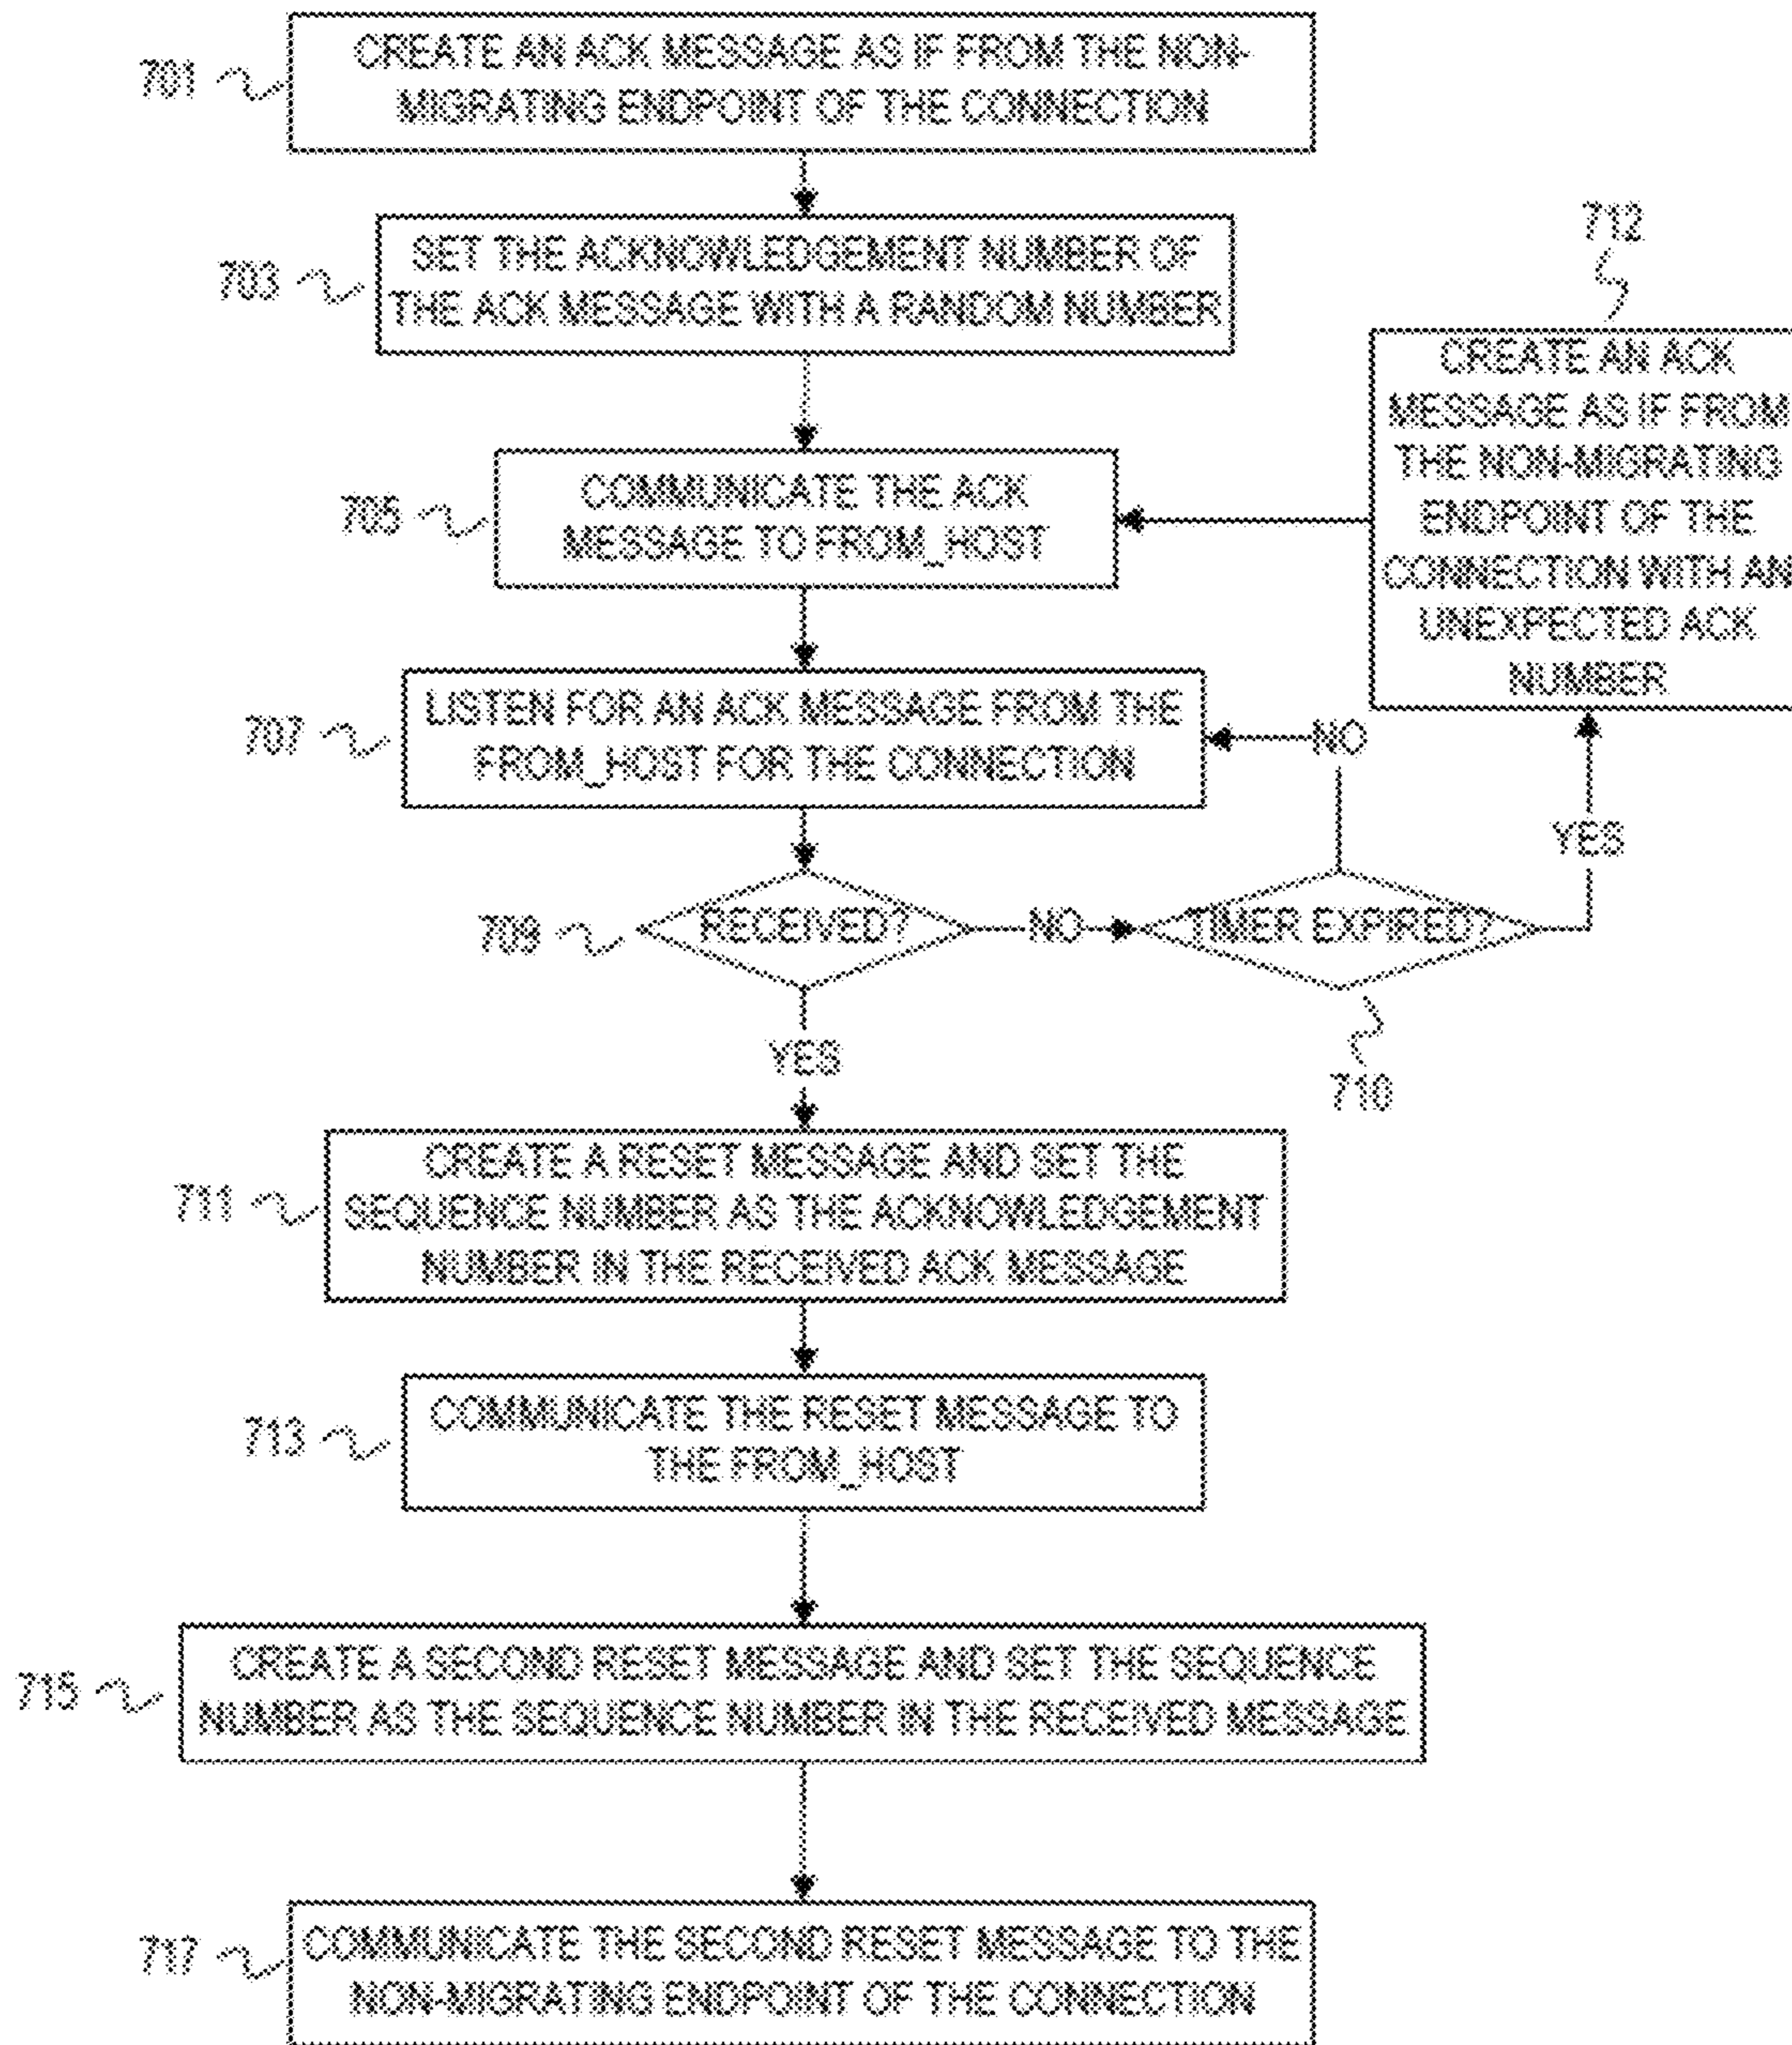 701
CREATE AN ACK MESSAGE AS IF FROM THE NON-
MIGRATING ENDPOINT OF THE CONNECTION
703
SET THE ACKNOWLEDGEMENT NUMBER OF
THE ACK MESSAGE WITH A RANDOM NUMBER
712
CREATE AN ACK
MESSAGE AS IF FROM
THE NON-MIGRATING
ENDPOINT OF THE
CONNECTION WITH AN
UNEXPECTED ACK
NUMBER
705
COMMUNICATE THE ACK
MESSAGE TO FROM_HOST
707
LISTEN FOR AN ACK MESSAGE FROM THE
FROM_HOST FOR THE CONNECTION
NO
YES
709
RECEIVED?
NO
TIMER EXPIRED?
YES
710
711
CREATE A RESET MESSAGE AND SET THE
SEQUENCE NUMBER AS THE ACKNOWLEDGEMENT
NUMBER IN THE RECEIVED ACK MESSAGE
713
COMMUNICATE THE RESET MESSAGE TO
THE FROM_HOST
715
CREATE A SECOND RESET MESSAGE AND SET THE SEQUENCE
NUMBER AS THE SEQUENCE NUMBER IN THE RECEIVED MESSAGE
717
COMMUNICATE THE SECOND RESET MESSAGE TO THE
NON-MIGRATING ENDPOINT OF THE CONNECTION